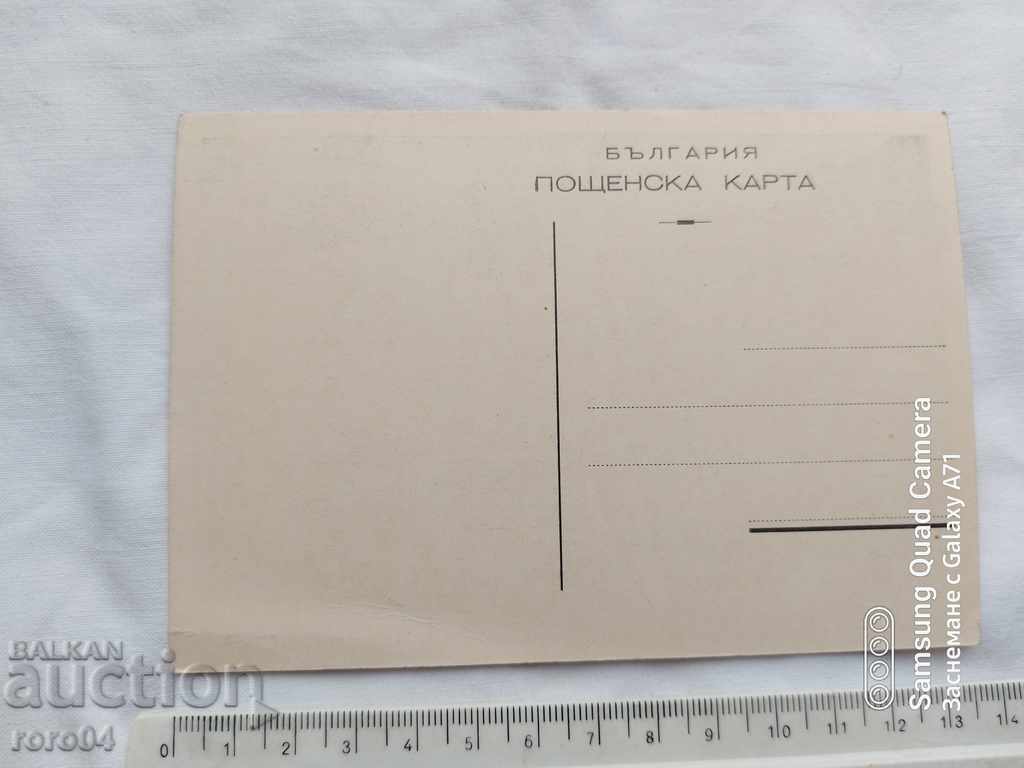 БЪЛГАРИЯ
ПОЩЕНСКА КАРТА
Samsung Quad Camera
Заснемане с Galaxy A71
BALKAN
auction
roro04
0 1 2 3 4 5 6 7 8 9 10 11 12 13 14